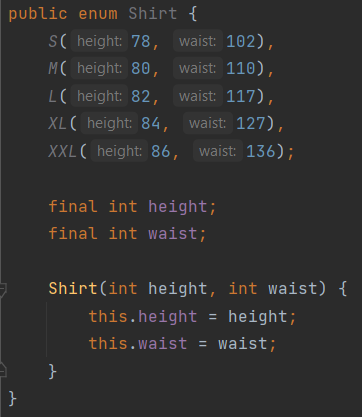 public enum Shirt {
    S( height: 78, waist: 102),
    M( height: 80, waist: 110),
    L( height: 82, waist: 117),
    XL( height: 84, waist: 127),
    XXL( height: 86, waist: 136);
    final int height;
    final int waist;
    Shirt(int height, int waist) {
        this.height = height;
        this.waist = waist;
    }
}